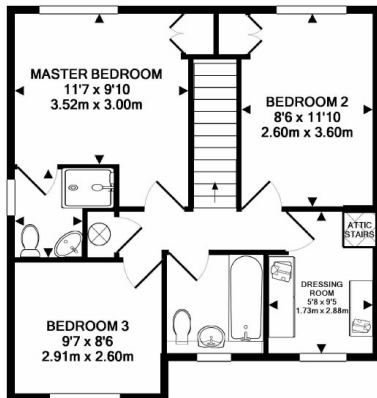 MASTER BEDROOM
11'7 x 9'10
3.52m x 3.00m
BEDROOM 2
8'6 x 11'10
2.60m x 3.60m
ATTIC
STAIRS
DRESSING
ROOM
5'8 x 9'5
1.73m x 2.88m
BEDROOM 3
9'7 x 8'6
2.91m x 2.60m